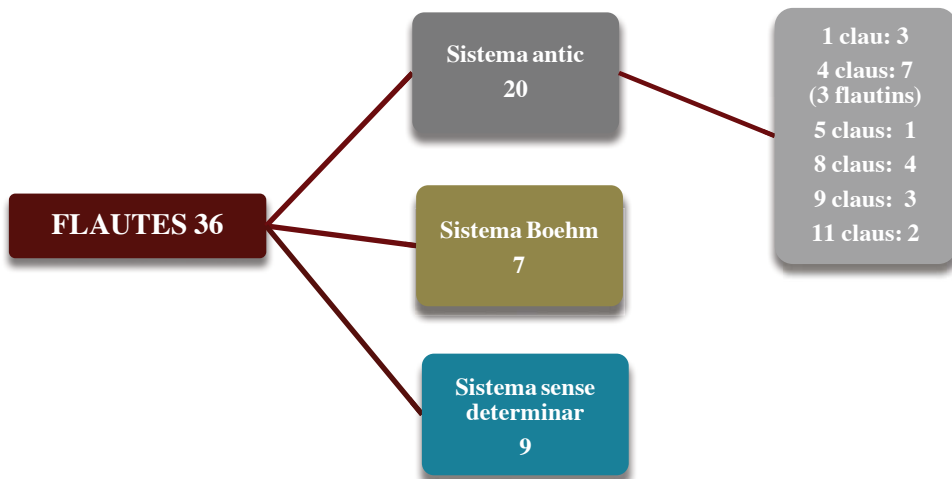 FLAUTES 36
Sistema antic
20
Sistema Boehm
7
Sistema sense
determinar
9
1 clau: 3
4 claus: 7
(3 flautins)
5 claus: 1
8 claus: 4
9 claus: 3
11 claus: 2